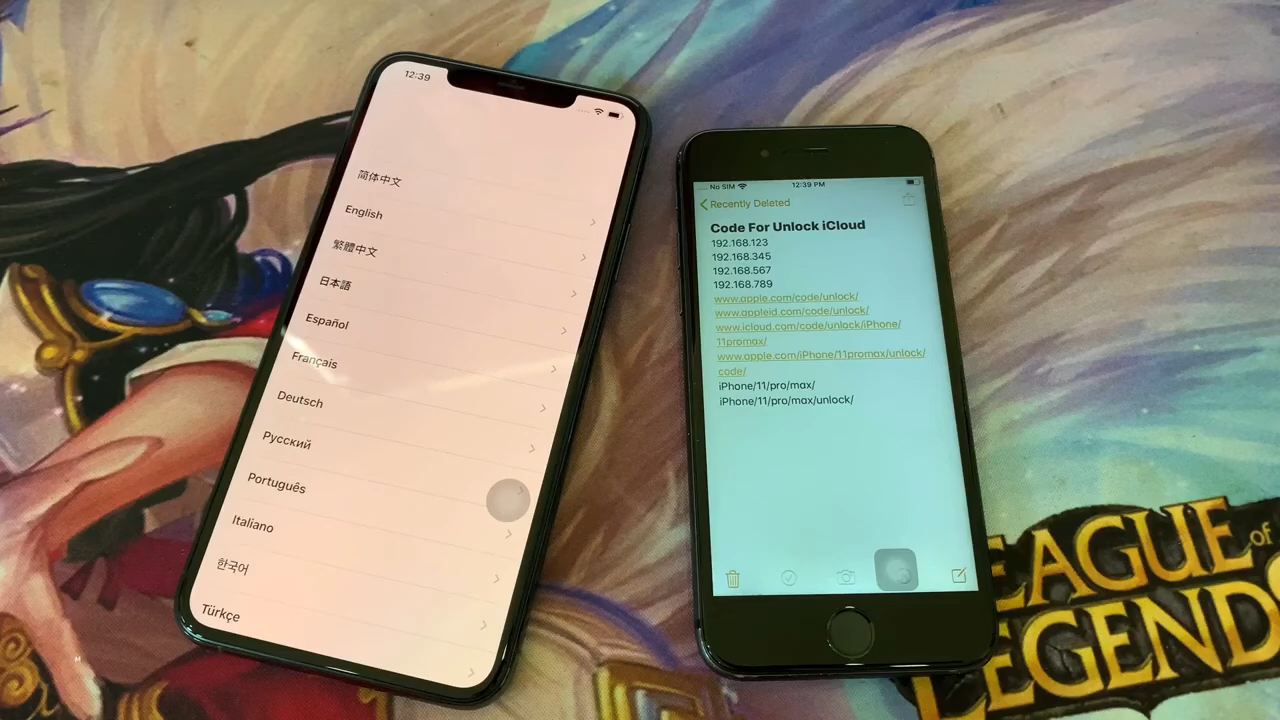 12:39
简体中文
English
繁體中文
日本語
Español
Français
Deutsch
Русский
Português
Italiano
한국어
Türkçe
No SIM
12:39 PM
Recently Deleted
Code For Unlock iCloud
192.168.123
192.168.345
192.168.567
192.168.789
www.apple.com/code/unlock/
www.appleid.com/code/unlock/
www.icloud.com/code/unlock/iPhone/
11promax/
www.apple.com/iPhone/11promax/unlock/
code/
iPhone/11/pro/max/
iPhone/11/pro/max/unlock/
LEAGUE of
LEGENDS